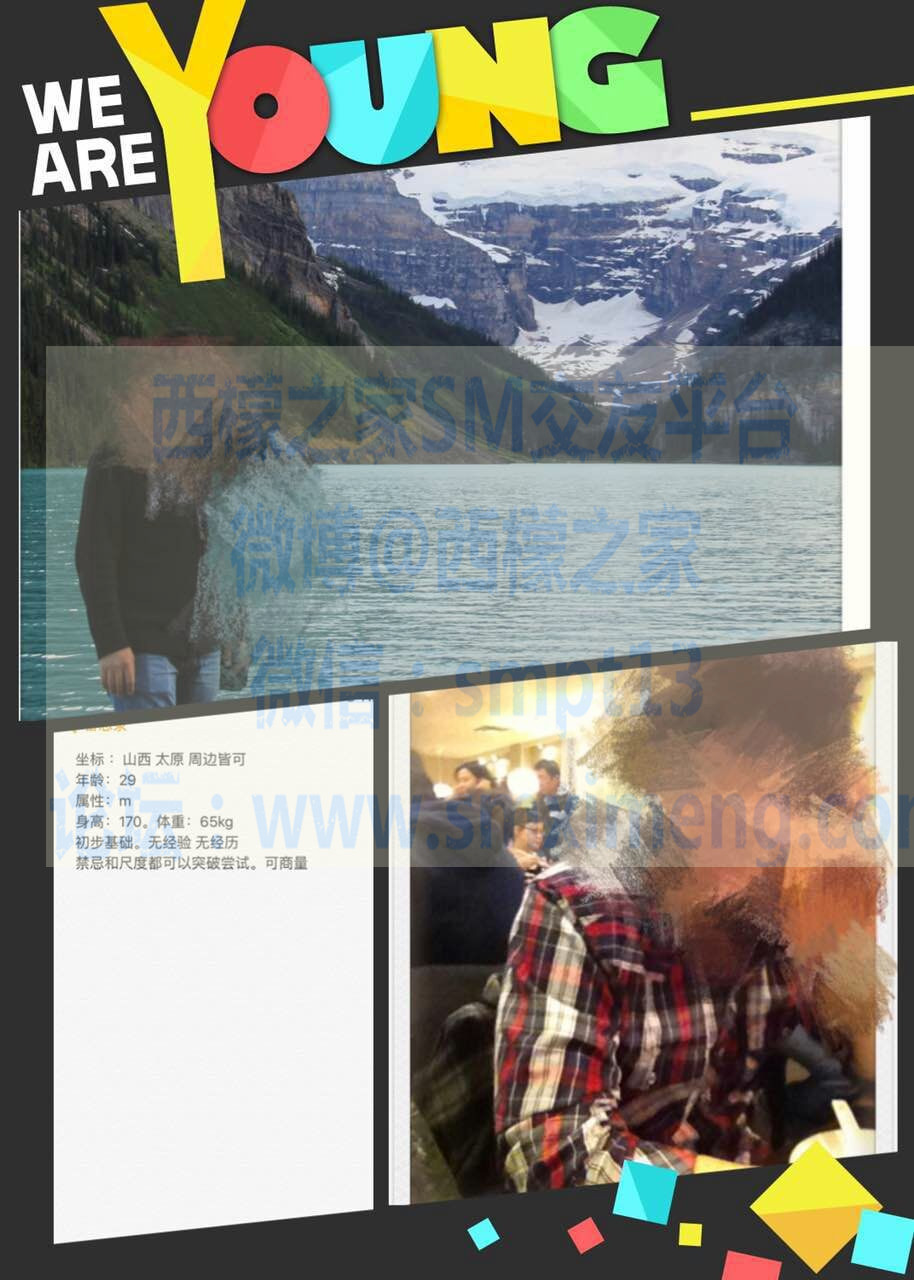 WE
ARE
YOUNG
西檬之家SM交友平台
微博@西檬之家
微信：smpt13
坐标： 山西 太原 周边皆可
年龄：29
属性：m
论坛：www.smximeng.com
身高：170。体重：65kg
初步基础。无经验 无经历
禁忌和尺度都可以突破尝试。可商量